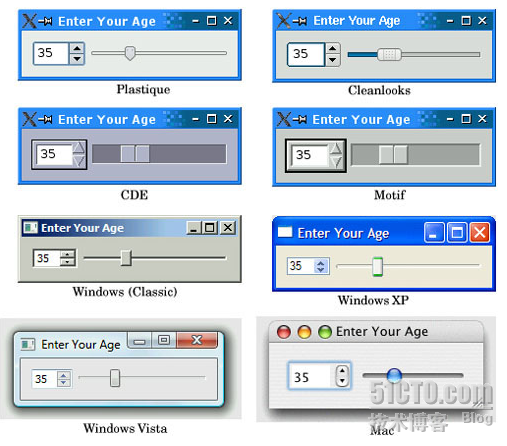 Enter Your Age
35
Plastique
Enter Your Age
35
Cleanlooks
Enter Your Age
35
CDE
Enter Your Age
35
Motif
Enter Your Age
35
Windows (Classic)
Enter Your Age
35
Windows XP
Enter Your Age
35
Windows Vista
Enter Your Age
35
Mac
51CTO.com
技术博客 Blog